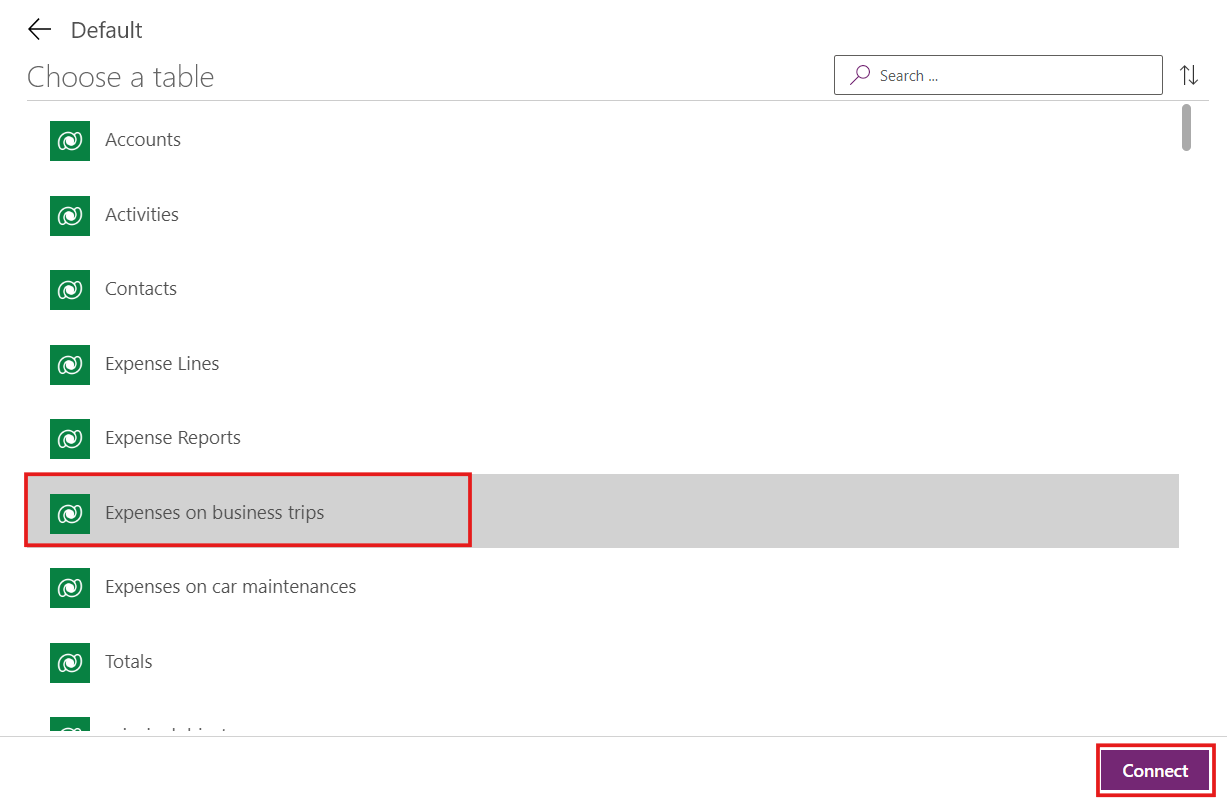 Default
Choose a table
Search ...
Accounts
Activities
Contacts
Expense Lines
Expense Reports
Expenses on business trips
Expenses on car maintenances
Totals
Connect